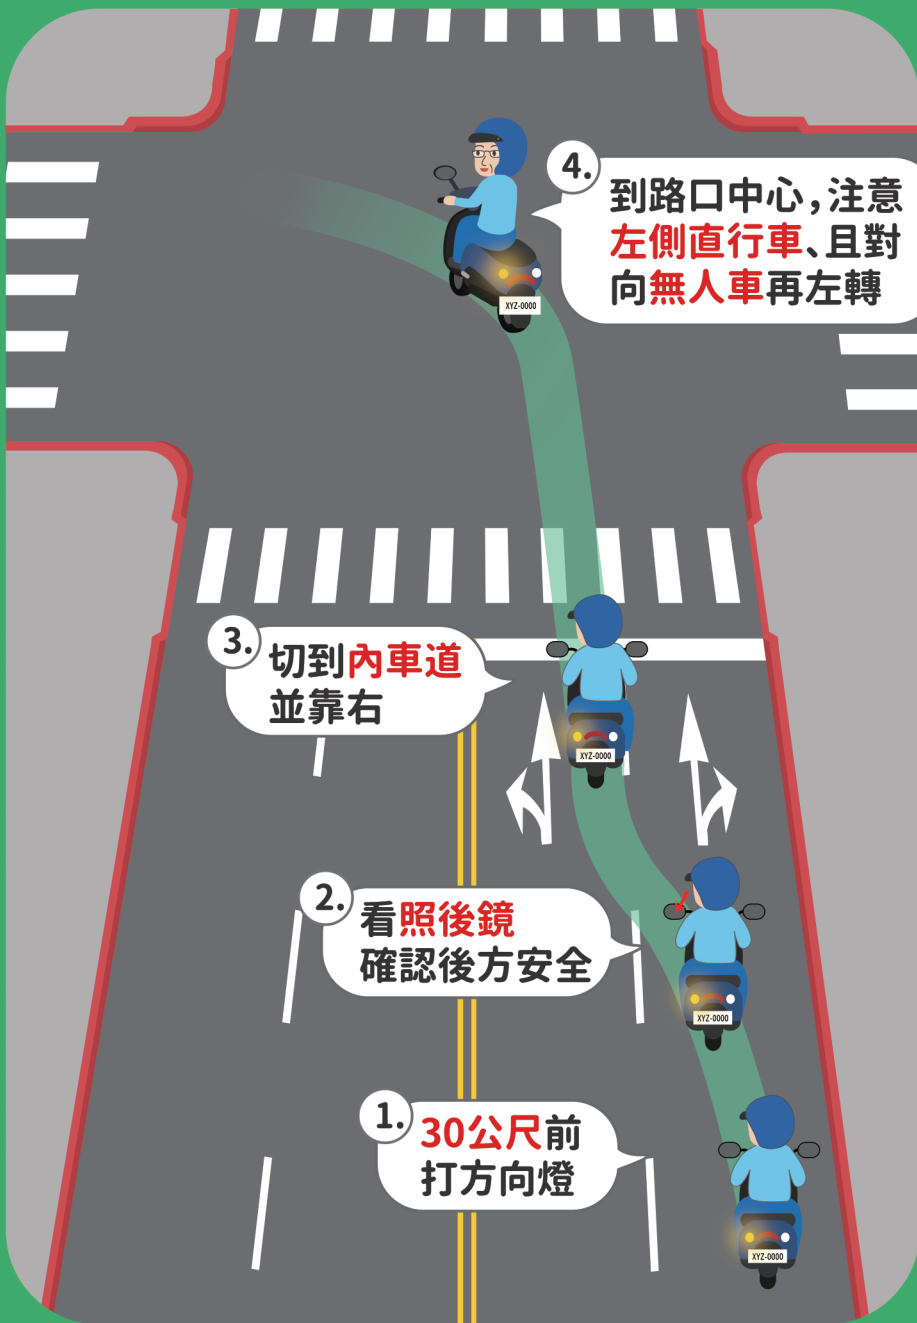 4.
到路口中心,注意
左側直行車、且對
向無人車再左轉
XYZ-0000
3.
切到內車道
並靠右
XYZ-0000
2.
看照後鏡
確認後方安全
XYZ-0000
1.
30公尺前
打方向燈
XYZ-0000